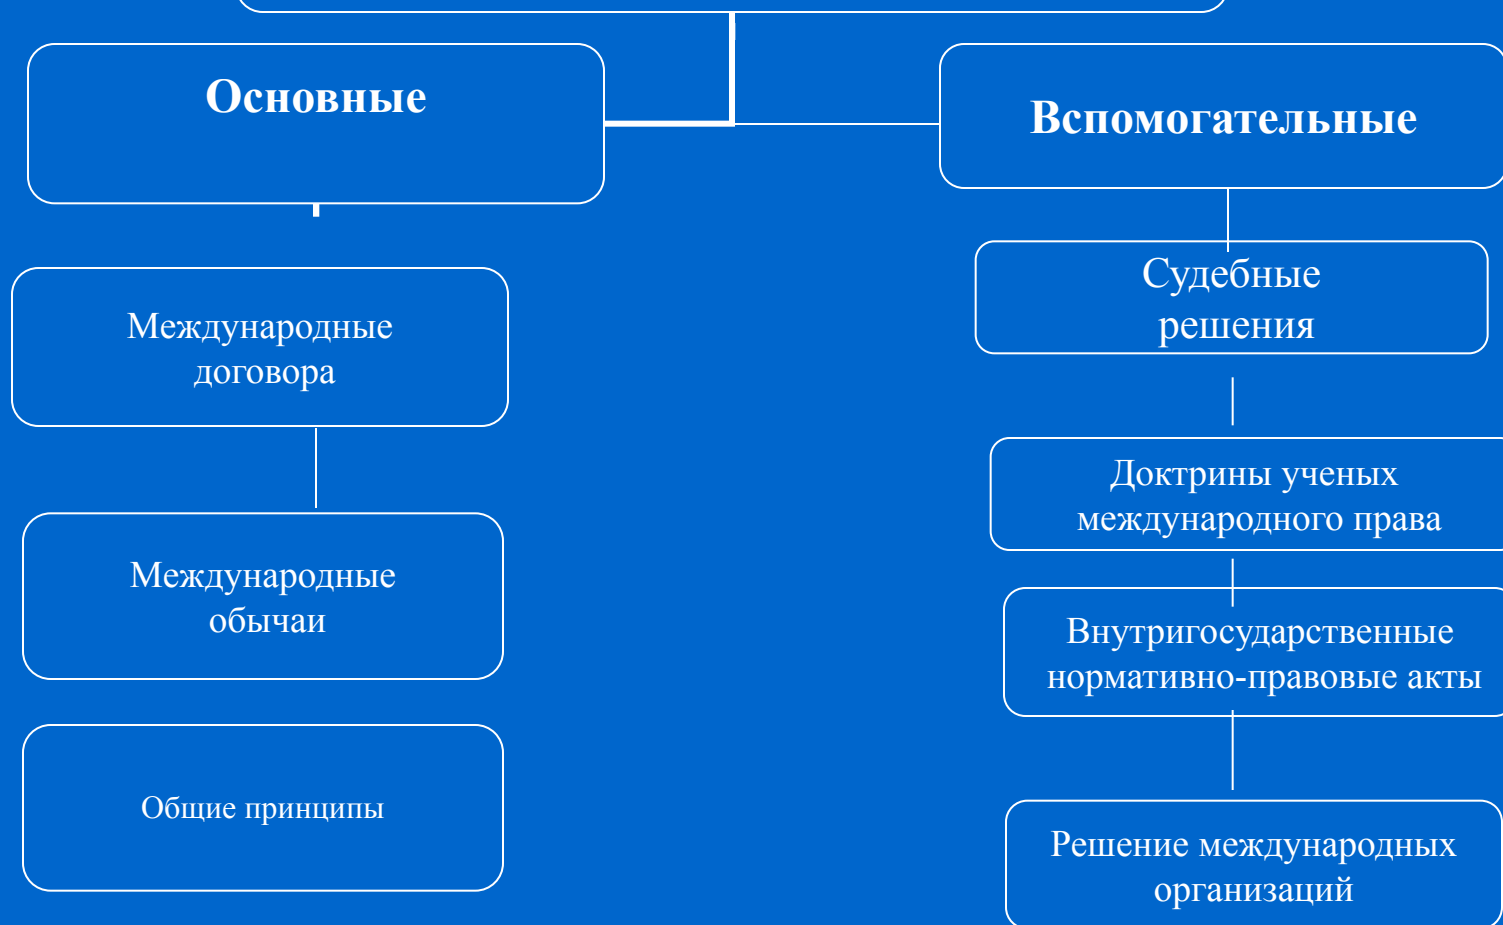 Основные
Международные
договора
Международные
обычаи
Общие принципы
Вспомогательные
Судебные
решения
Доктрины ученых
международного права
Внутригосударственные
нормативно-правовые акты
Решение международных
организаций